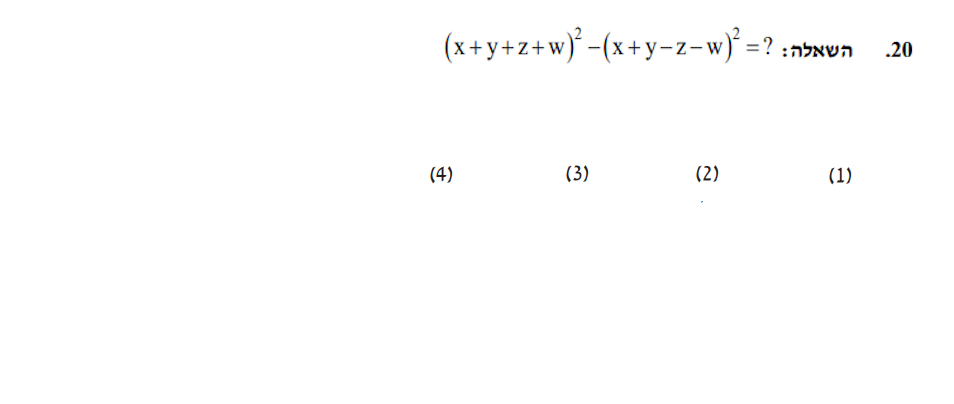 20. השאלה: (x+y+z+w)² −(x+y−z−w)² =?
(1) (2) (3) (4)